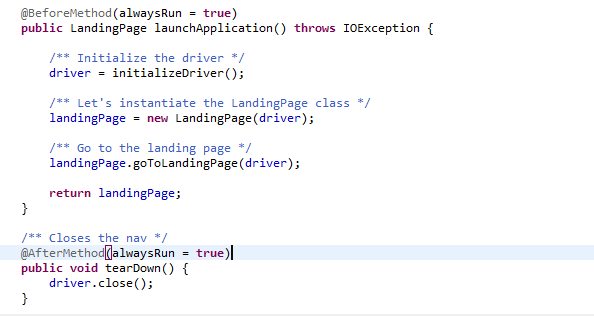 @BeforeMethod(alwaysRun = true)
public LandingPage launchApplication() throws IOException {
/** Initialize the driver */
driver = initializeDriver();
/** Let's instantiate the LandingPage class */
landingPage = new LandingPage(driver);
/** Go to the landing page */
landingPage.goToLandingPage(driver);
return landingPage;
}
/** Closes the nav */
@AfterMethod(alwaysRun = true)
public void tearDown() {
driver.close();
}